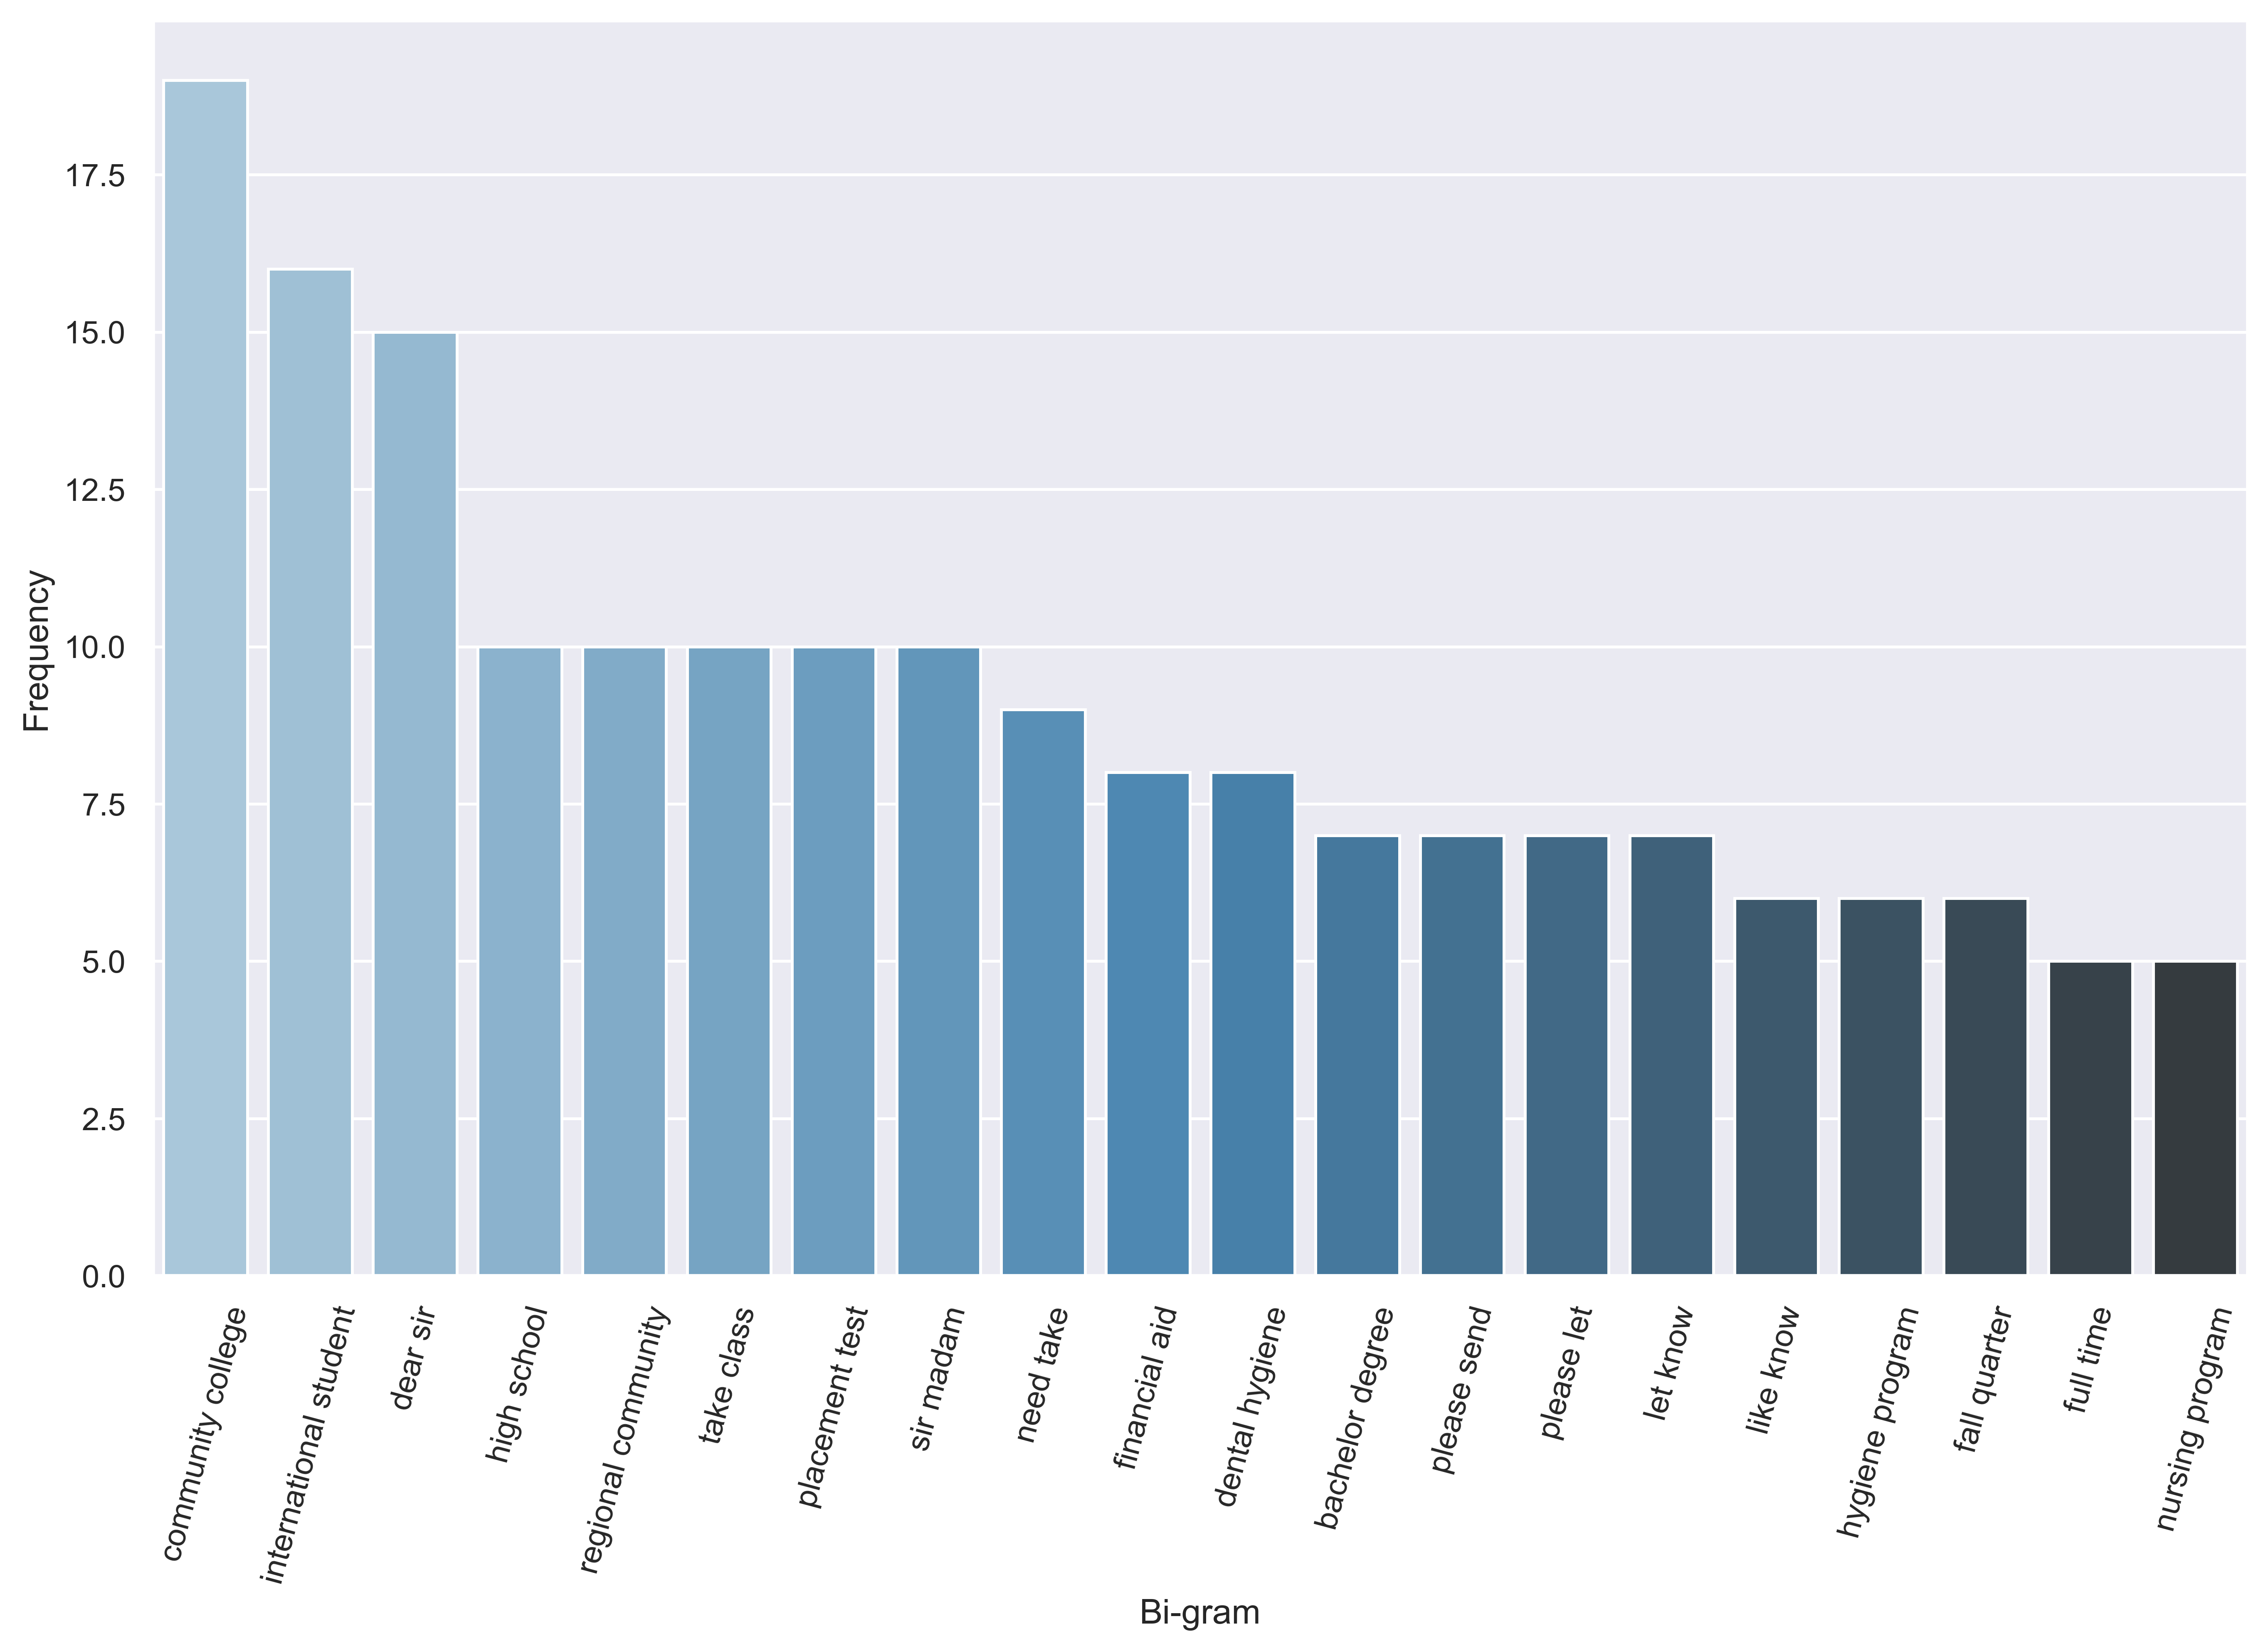 17.5
15.0
12.5
10.0
7.5
5.0
2.5
0.0
Frequency
community college
international student
dear sir
high school
regional community
take class
placement test
sir madam
need take
financial aid
dental hygiene
bachelor degree
please send
please let
let know
like know
hygiene program
fall quarter
full time
nursing program
Bi-gram